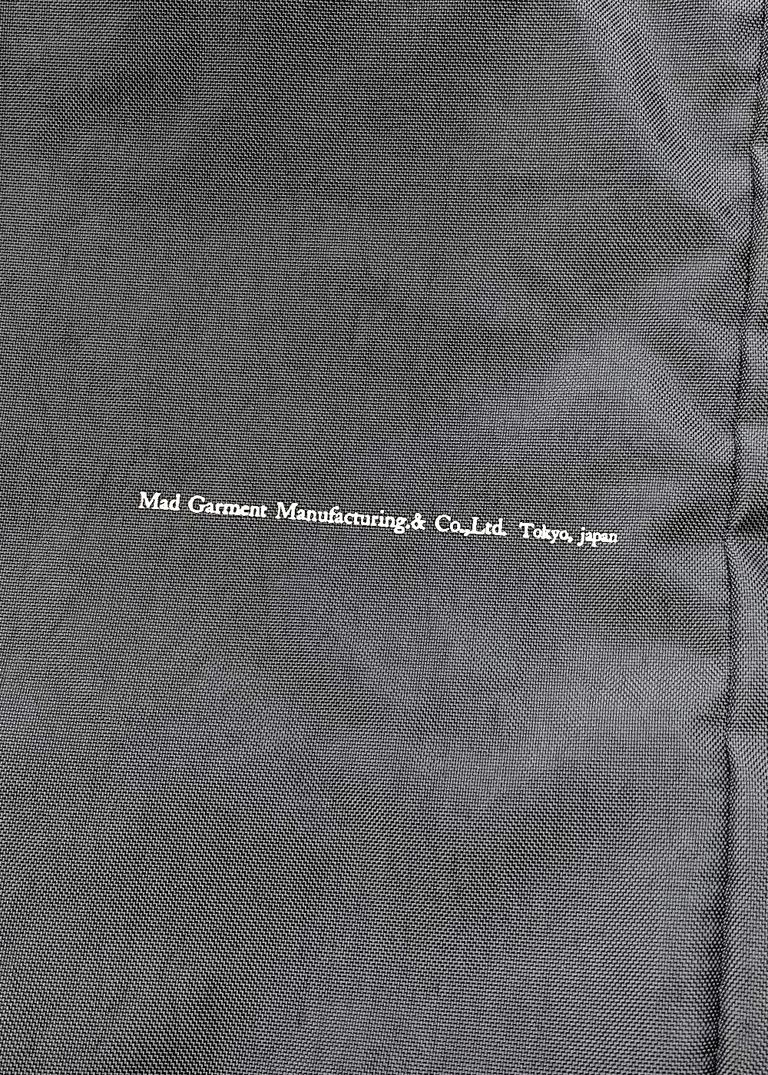 Mad Garment Manufacturing.& Co.,Ltd. Tokyo, japan